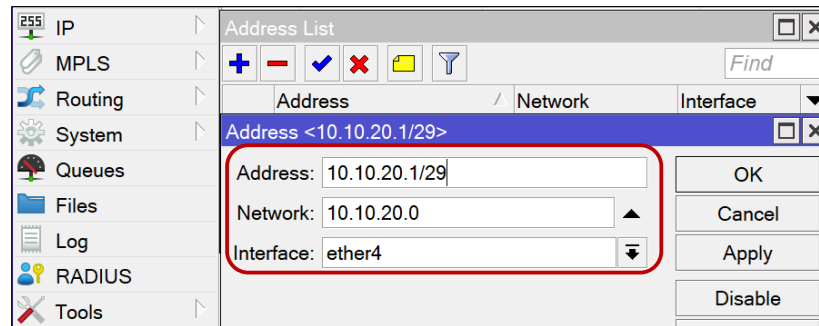 255
IP
MPLS
Routing
System
Queues
Files
Log
RADIUS
Tools
Address List
Find
Address Network Interface
Address <10.10.20.1/29>
Address: 10.10.20.1/29
Network: 10.10.20.0
Interface: ether4
OK
Cancel
Apply
Disable